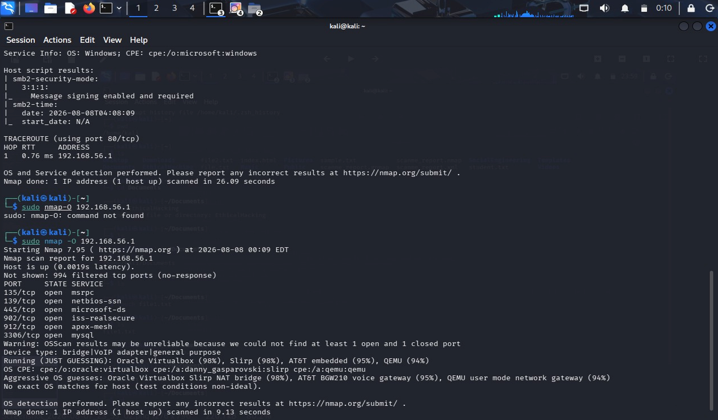 1 2 3 4 3 4 2 0:10
kali@kali: ~
Session Actions Edit View Help
Service Info: OS: Windows; CPE: cpe:/o:microsoft:windows
Host script results:
| smb2-security-mode:
|   3:1:1:
|_    Message signing enabled and required
| smb2-time:
|   date: 2026-08-08T04:08:09
|_  start_date: N/A
TRACEROUTE (using port 80/tcp)
HOP RTT     ADDRESS
1   0.76 ms 192.168.56.1
OS and Service detection performed. Please report any incorrect results at https://nmap.org/submit/ .
Nmap done: 1 IP address (1 host up) scanned in 26.09 seconds
┌──(kali㉿kali)-[~]
└─$ sudo nmap-O 192.168.56.1
sudo: nmap-O: command not found
┌──(kali㉿kali)-[~]
└─$ sudo nmap -O 192.168.56.1
Starting Nmap 7.95 ( https://nmap.org ) at 2026-08-08 00:09 EDT
Nmap scan report for 192.168.56.1
Host is up (0.0019s latency).
Not shown: 994 filtered tcp ports (no-response)
PORT     STATE SERVICE
135/tcp  open  msrpc
139/tcp  open  netbios-ssn
445/tcp  open  microsoft-ds
902/tcp  open  iss-realsecure
912/tcp  open  apex-mesh
3306/tcp open  mysql
Warning: OSScan results may be unreliable because we could not find at least 1 open and 1 closed port
Device type: bridge|VoIP adapter|general purpose
Running (JUST GUESSING): Oracle Virtualbox (98%), Slirp (98%), AT&T embedded (95%), QEMU (94%)
OS CPE: cpe:/o:oracle:virtualbox cpe:/a:danny_gasparovski:slirp cpe:/a:qemu:qemu
Aggressive OS guesses: Oracle Virtualbox Slirp NAT bridge (98%), AT&T BGW210 voice gateway (95%), QEMU user mode network gateway (94%)
No exact OS matches for host (test conditions non-ideal).
OS detection performed. Please report any incorrect results at https://nmap.org/submit/ .
Nmap done: 1 IP address (1 host up) scanned in 9.13 seconds